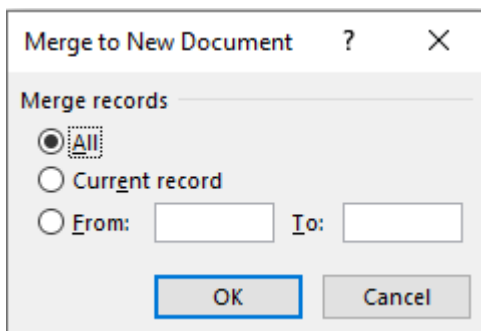 Merge to New Document ? ×
Merge records
All
Current record
From: To:
OK Cancel